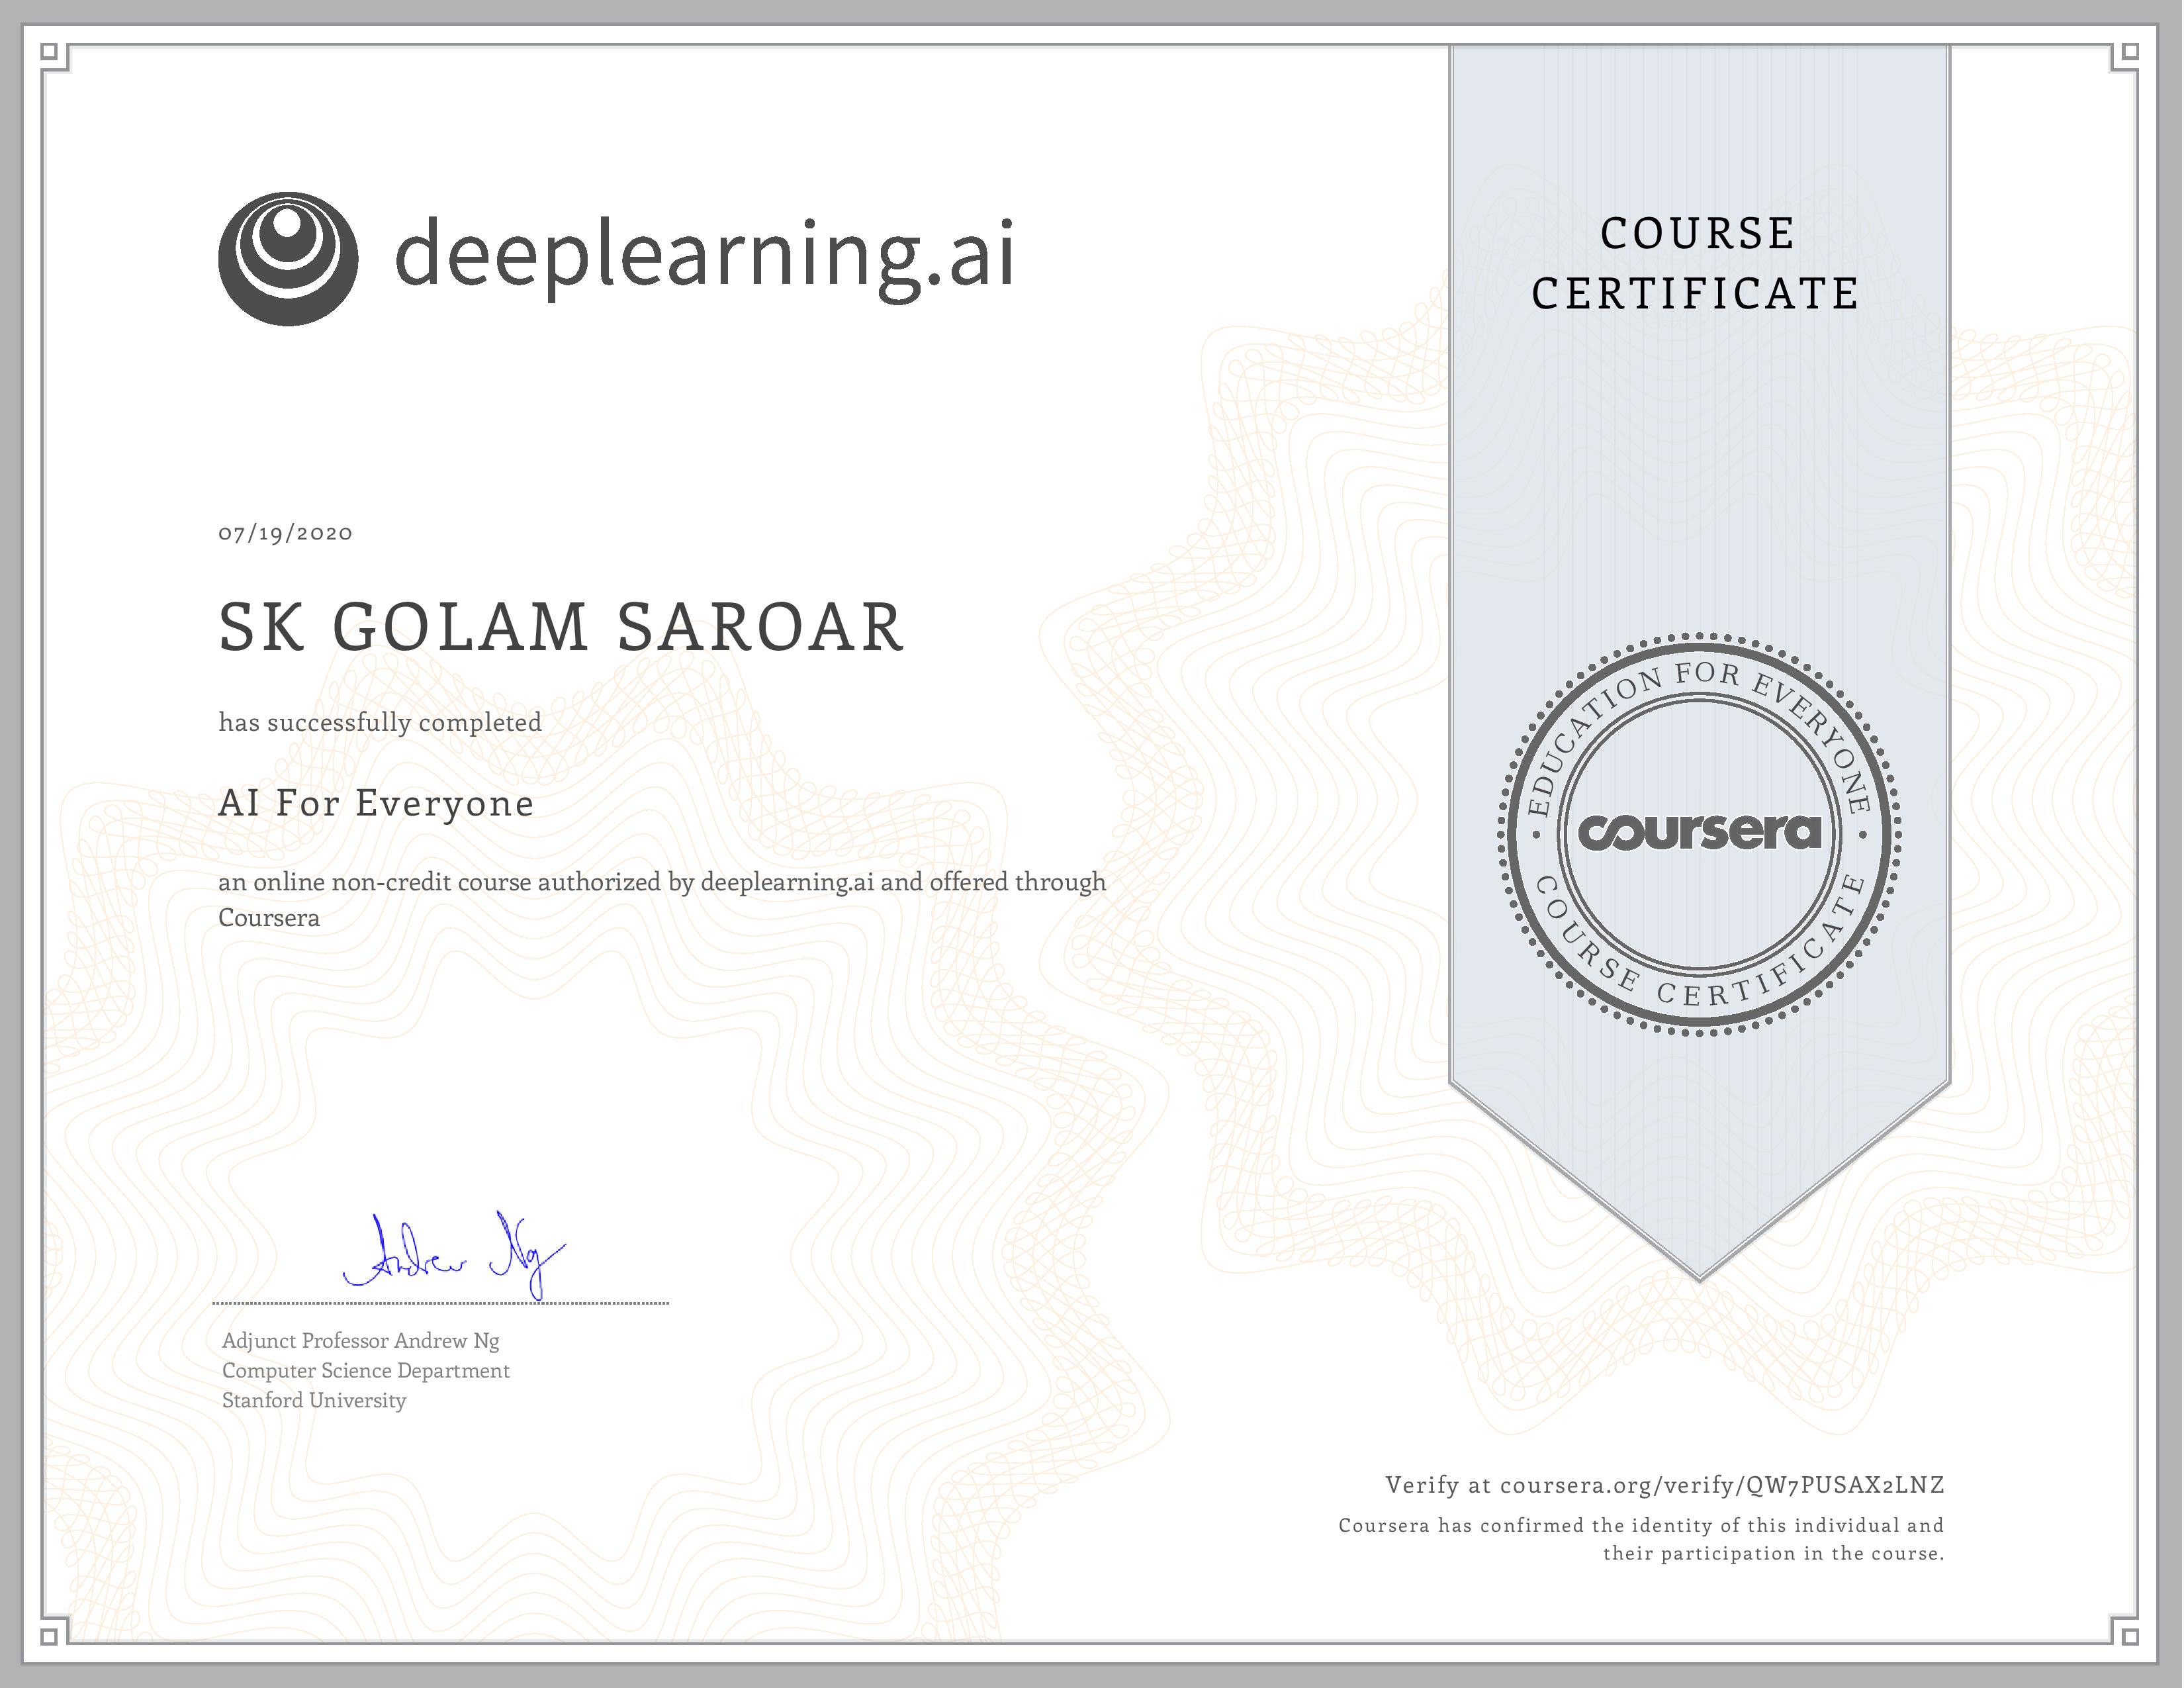 deeplearning.ai
COURSE
CERTIFICATE
07/19/2020
SK GOLAM SAROAR
has successfully completed
AI For Everyone
an online non-credit course authorized by deeplearning.ai and offered through
Coursera
EDUCATION FOR EVERYONE
coursera
COURSE CERTIFICATE
Andrew Ng
Adjunct Professor Andrew Ng
Computer Science Department
Stanford University
Verify at coursera.org/verify/QW7PUSAX2LNZ
Coursera has confirmed the identity of this individual and
their participation in the course.